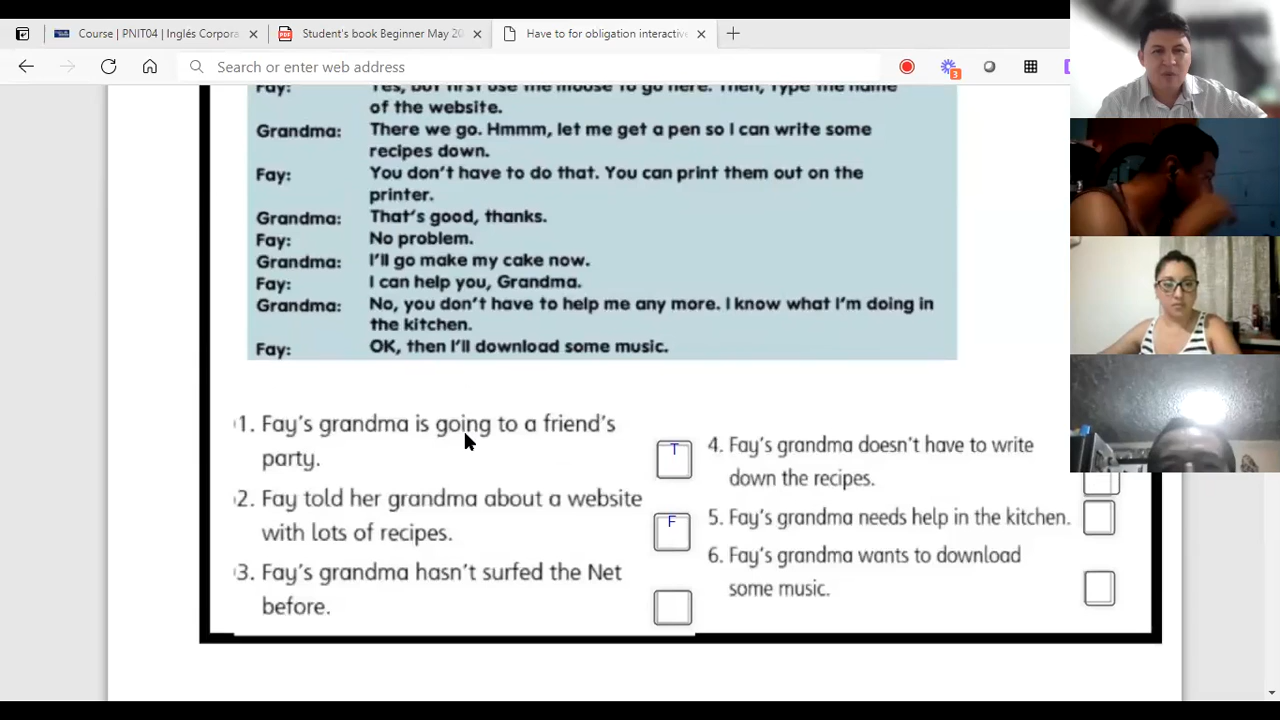 Course | PNIT04 | Inglés Corpora
Student's book Beginner May 20
Have to for obligation interactiv
Search or enter web address
3
Fay: Yes, but first use the mouse to go here. Then, type the name
of the website.
Grandma: There we go. Hmmm, let me get a pen so I can write some
recipes down.
Fay: You don't have to do that. You can print them out on the
printer.
Grandma: That's good, thanks.
Fay: No problem.
Grandma: I'll go make my cake now.
Fay: I can help you, Grandma.
Grandma: No, you don't have to help me any more. I know what I'm doing in
the kitchen.
Fay: OK, then I'll download some music.
1. Fay's grandma is going to a friend's
party.
T
2. Fay told her grandma about a website
with lots of recipes.
F
3. Fay's grandma hasn't surfed the Net
before.
4. Fay's grandma doesn't have to write
down the recipes.
5. Fay's grandma needs help in the kitchen.
6. Fay's grandma wants to download
some music.